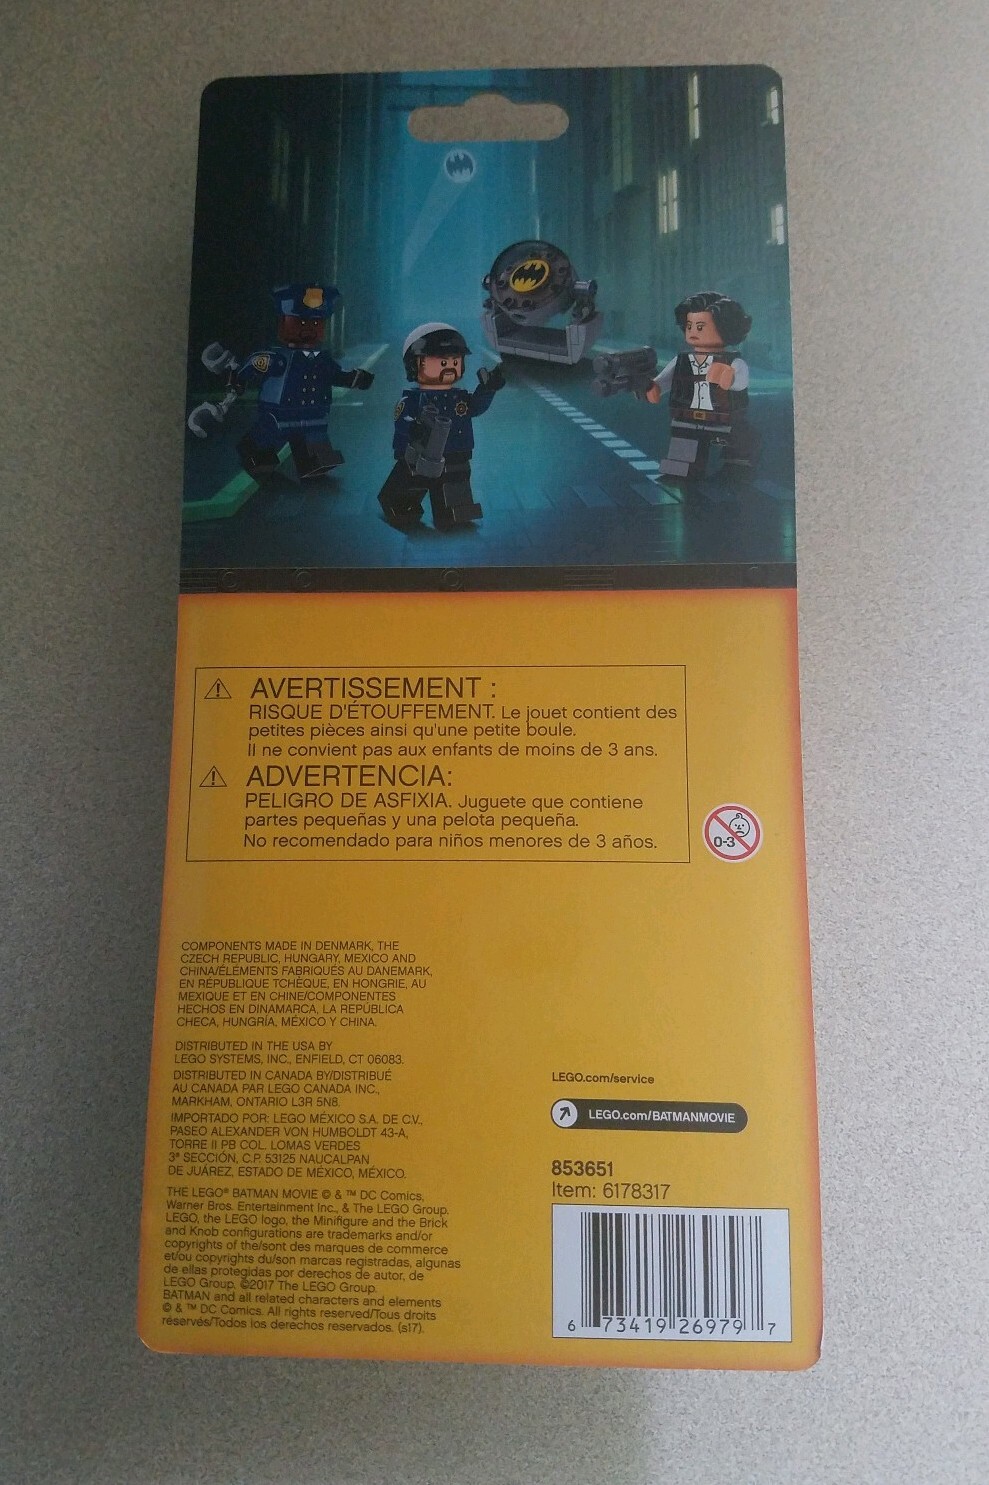 AVERTISSEMENT :
RISQUE D'ÉTOUFFEMENT. Le jouet contient des
petites pièces ainsi qu'une petite boule.
Il ne convient pas aux enfants de moins de 3 ans.
ADVERTENCIA:
PELIGRO DE ASFIXIA. Juguete que contiene
partes pequeñas y una pelota pequeña.
No recomendado para niños menores de 3 años.
0-3
COMPONENTS MADE IN DENMARK, THE
CZECH REPUBLIC, HUNGARY, MEXICO AND
CHINA/ÉLÉMENTS FABRIQUÉS AU DANEMARK,
EN RÉPUBLIQUE TCHÈQUE, EN HONGRIE, AU
MEXIQUE ET EN CHINE/COMPONENTES
HECHOS EN DINAMARCA, LA REPÚBLICA
CHECA, HUNGRÍA, MÉXICO Y CHINA.
DISTRIBUTED IN THE USA BY
LEGO SYSTEMS, INC., ENFIELD, CT 06083.
DISTRIBUTED IN CANADA BY/DISTRIBUÉ
AU CANADA PAR LEGO CANADA INC.,
MARKHAM, ONTARIO L3R 5N8.
IMPORTADO POR: LEGO MÉXICO S.A. DE C.V.,
PASEO ALEXANDER VON HUMBOLDT 43-A,
TORRE II PB COL. LOMAS VERDES
3ª SECCIÓN, C.P. 53125 NAUCALPAN
DE JUÁREZ, ESTADO DE MÉXICO, MÉXICO.
THE LEGO® BATMAN MOVIE © & ™ DC Comics,
Warner Bros. Entertainment Inc., & The LEGO Group.
LEGO, the LEGO logo, the Minifigure and the Brick
and Knob configurations are trademarks and/or
copyrights of the/sont des marques de commerce
et/ou copyrights du/son marcas registradas, algunas
de ellas protegidas por derechos de autor, de
LEGO Group. ©2017 The LEGO Group.
BATMAN and all related characters and elements
© & ™ DC Comics. All rights reserved/Tous droits
réservés/Todos los derechos reservados. (s17).
LEGO.com/service
LEGO.com/BATMANMOVIE
853651
Item: 6178317
6 73419 26979 7